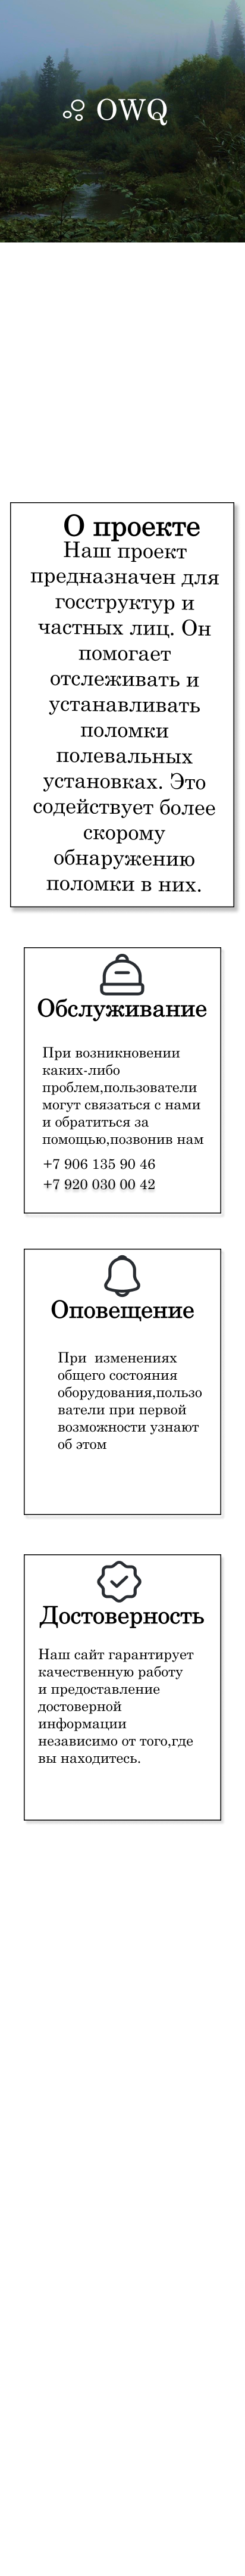 OWQ
О проекте
Наш проект
предназначен для
госструктур и
частных лиц. Он
помогает
отслеживать и
устанавливать
поломки
полевальных
установках. Это
содействует более
скорому
обнаружению
поломки в них.
Обслуживание
При возникновении
каких-либо
проблем,пользователи
могут связаться с нами
и обратиться за
помощью,позвонив нам
+7 906 135 90 46
+7 920 030 00 42
Оповещение
При изменениях
общего состояния
оборудования,пользо
ватели при первой
возможности узнают
об этом
Достоверность
Наш сайт гарантирует
качественную работу
и предоставление
достоверной
информации
независимо от того,где
вы находитесь.